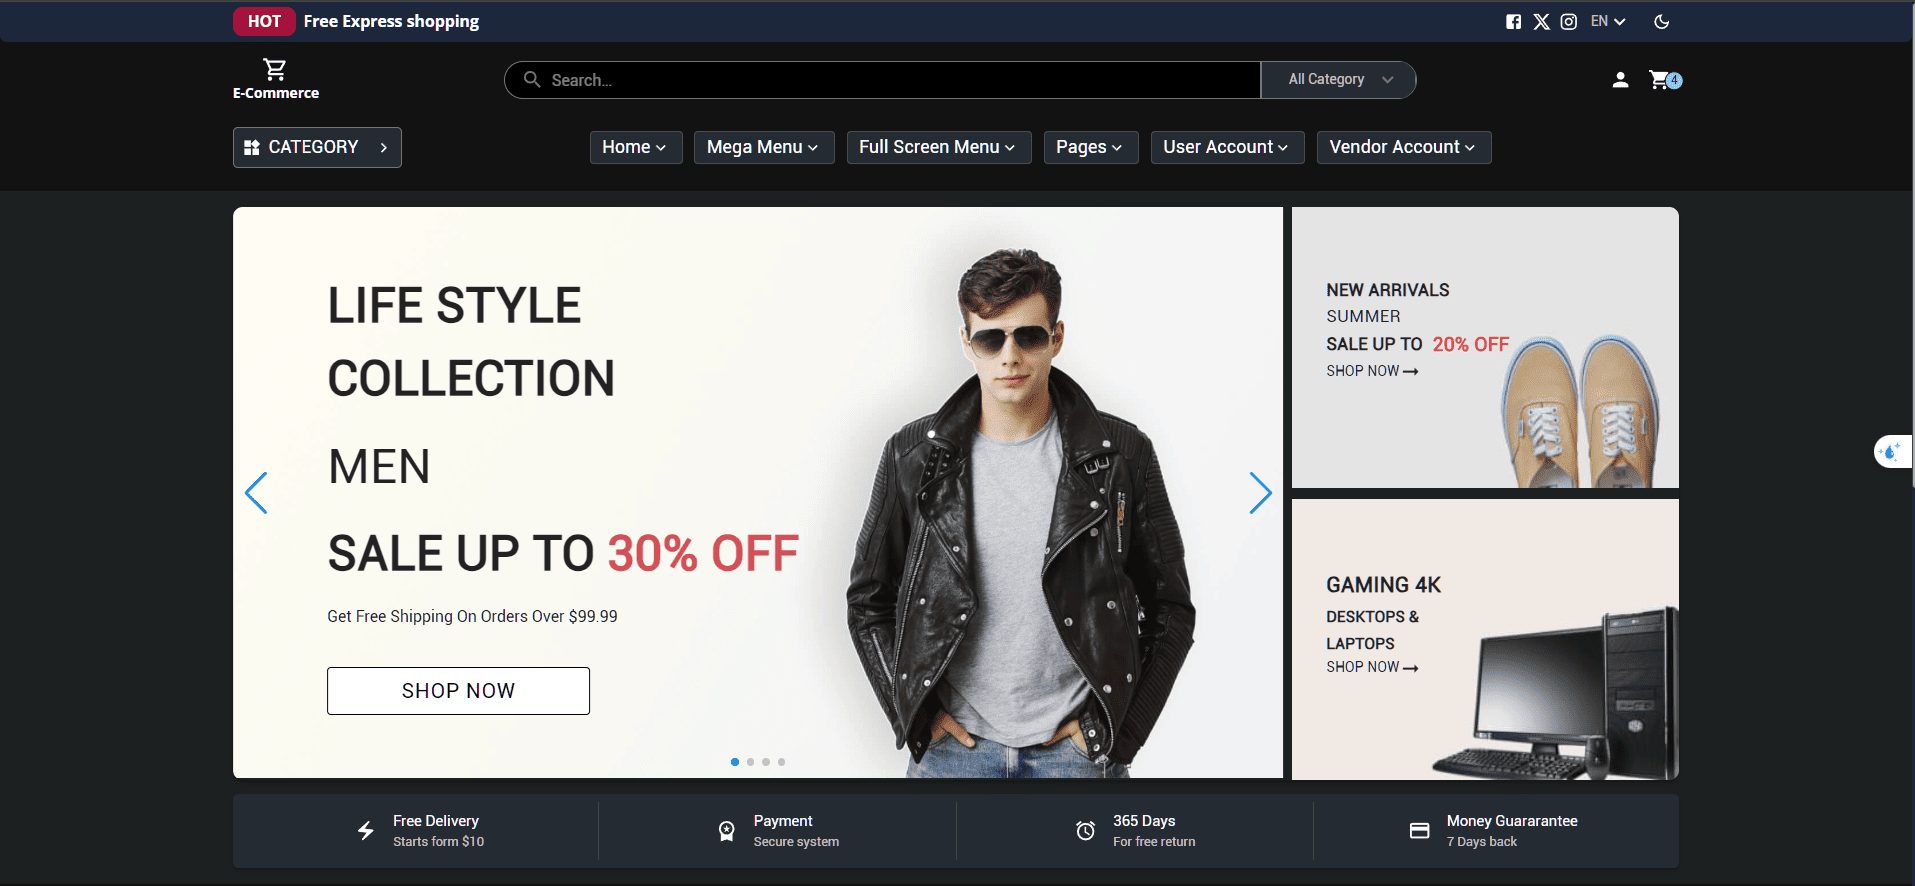 HOT Free Express shopping
EN
E-Commerce
Search...
All Category
4
CATEGORY
Home
Mega Menu
Full Screen Menu
Pages
User Account
Vendor Account
LIFE STYLE
COLLECTION
MEN
SALE UP TO 30% OFF
Get Free Shipping On Orders Over $99.99
SHOP NOW
NEW ARRIVALS
SUMMER
SALE UP TO 20% OFF
SHOP NOW
GAMING 4K
DESKTOPS &
LAPTOPS
SHOP NOW
Free Delivery
Starts form $10
Payment
Secure system
365 Days
For free return
Money Guararantee
7 Days back